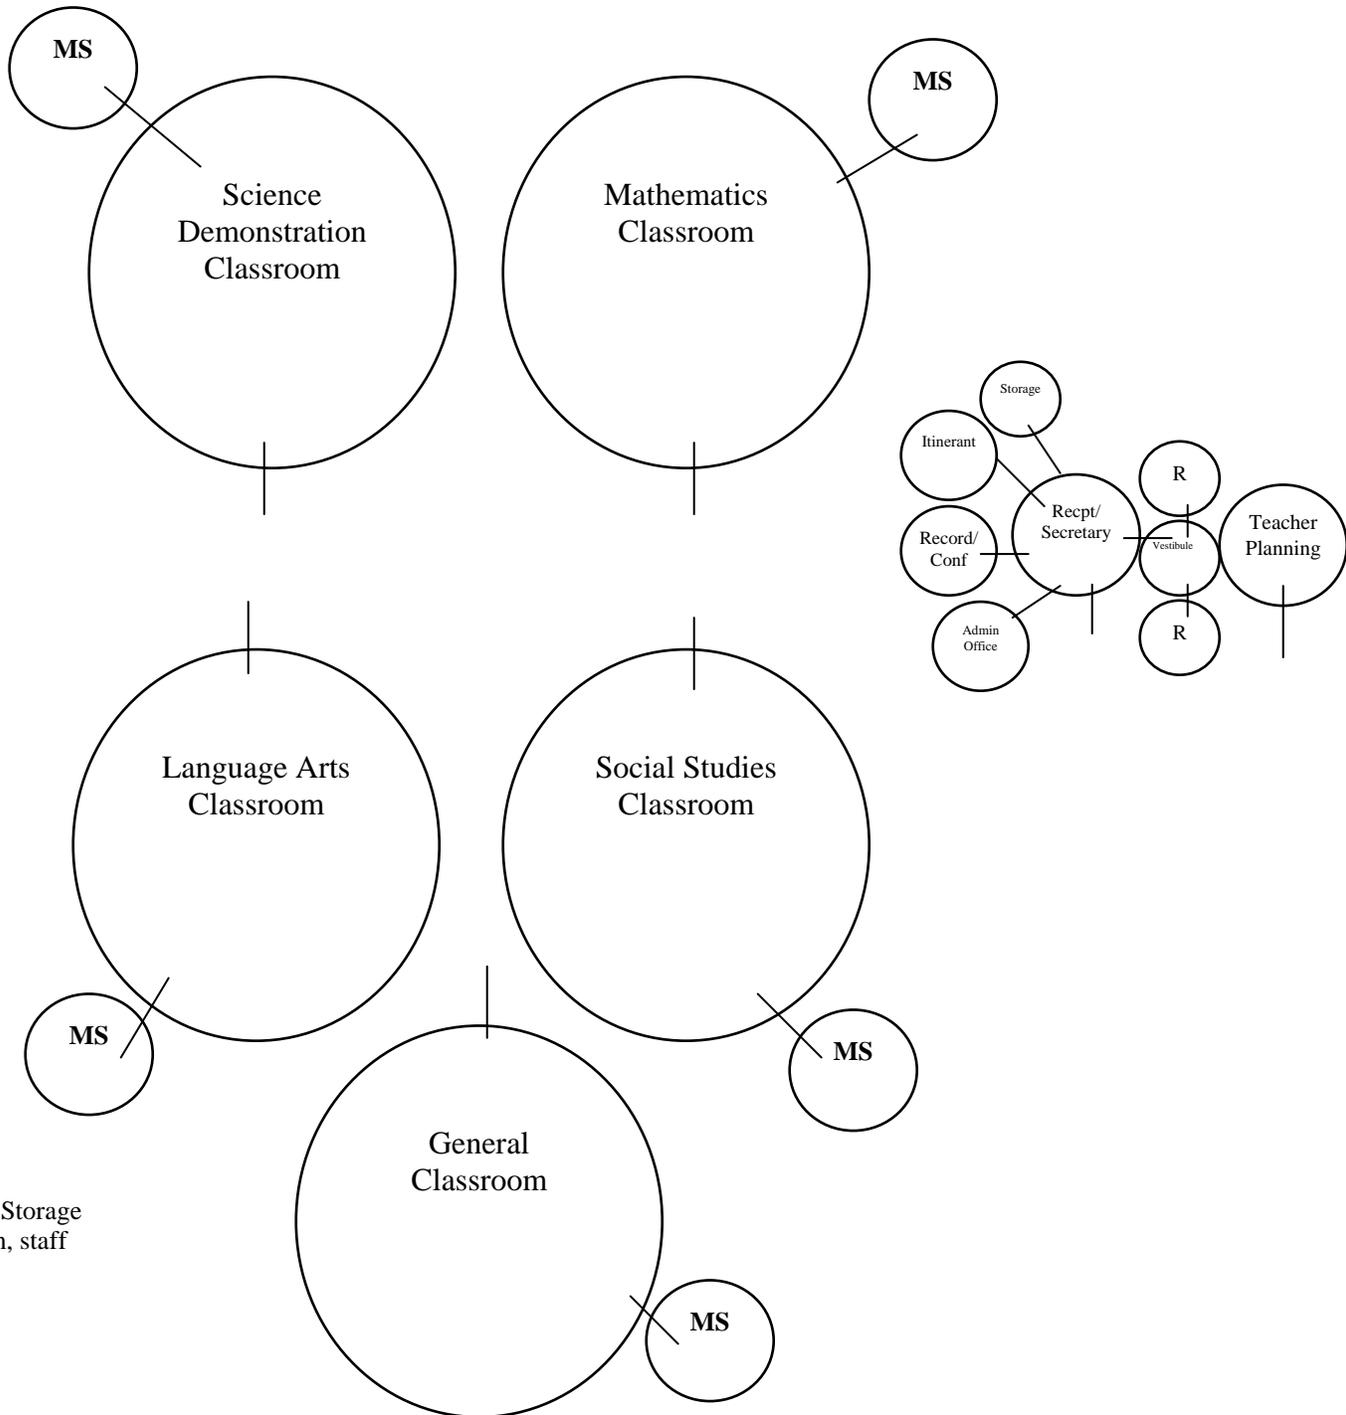 MS
MS
Science
Demonstration
Classroom
Mathematics
Classroom
Storage
Itinerant
R
Recpt/
Secretary
Record/
Conf
Vestibule
Teacher
Planning
Admin
Office
R
Language Arts
Classroom
Social Studies
Classroom
MS
MS
General
Classroom
Storage
, staff
MS